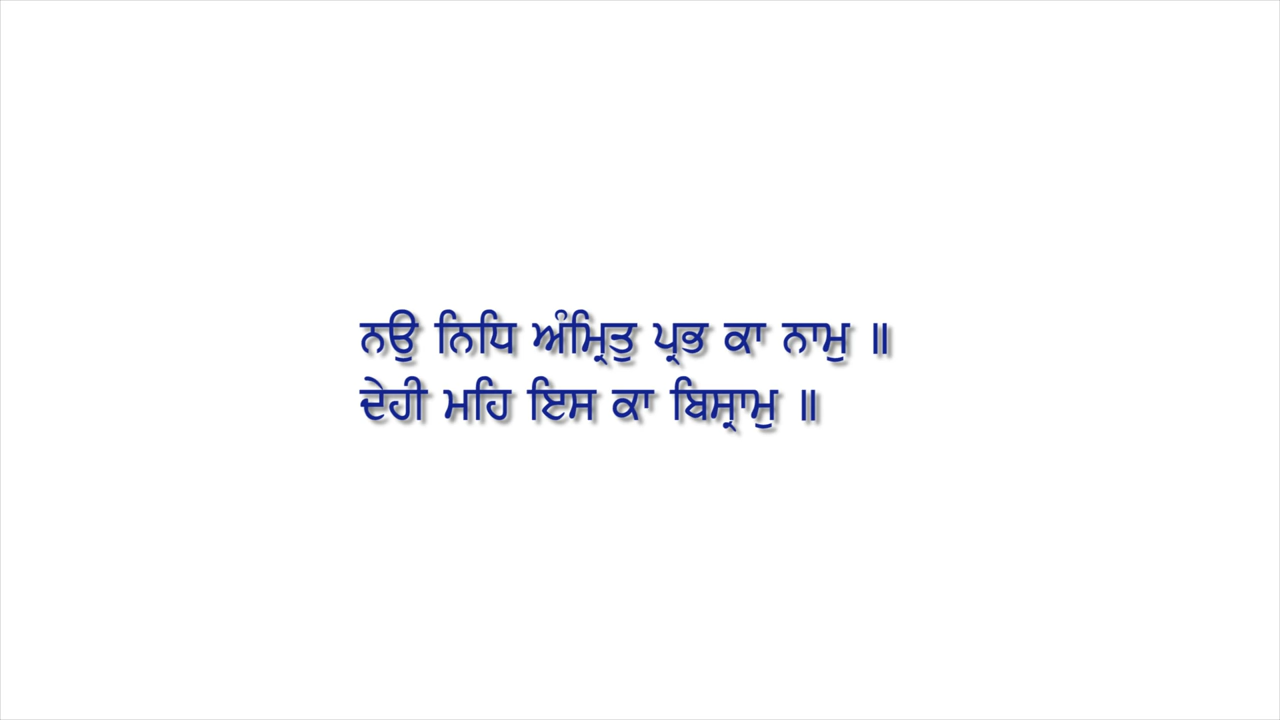 ਨਉ ਨਿਧਿ ਅੰਮ੍ਰਿਤੁ ਪ੍ਰਭ ਕਾ ਨਾਮੁ ॥
ਦੇਹੀ ਮਹਿ ਇਸ ਕਾ ਬਿਸ੍ਰਾਮੁ ॥